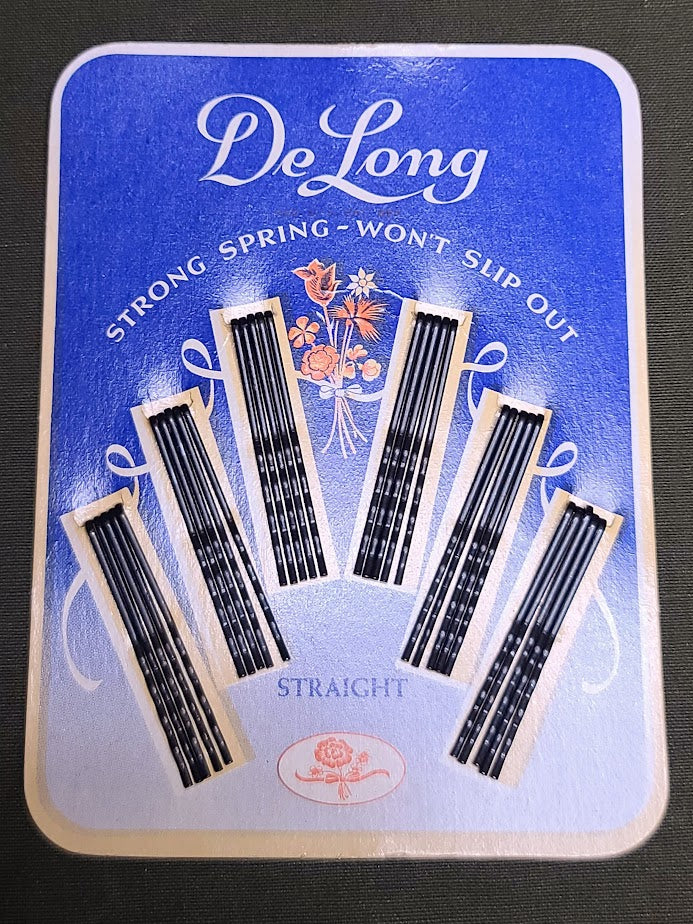 De Long
STRONG SPRING - WON'T SLIP OUT
STRAIGHT